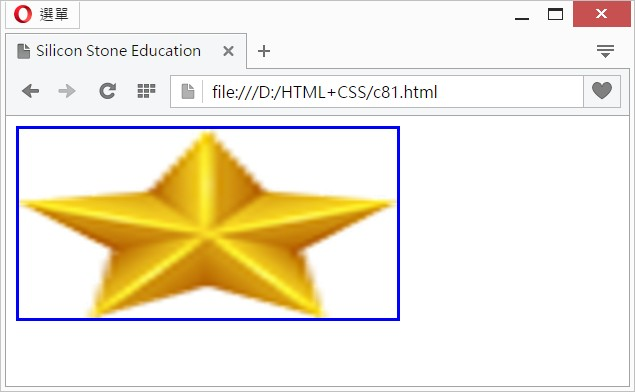 選單
Silicon Stone Education
file:///D:/HTML+CSS/c81.html